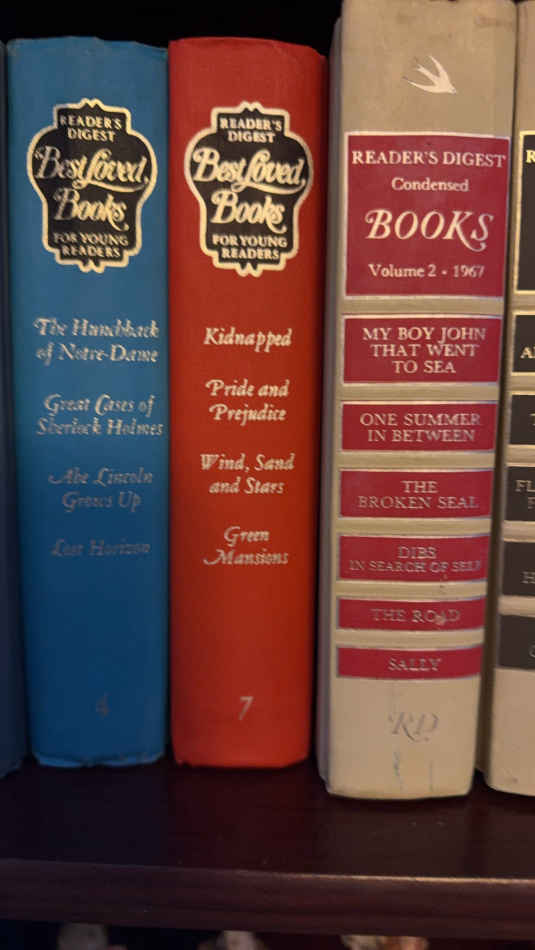 READER'S
DIGEST
Best Loved
Books
FOR YOUNG
READERS
The Hunchback
of Notre-Dame
Great Cases of
Sherlock Holmes
Abe Lincoln
Grows Up
Lost Horizon
4
READER'S
DIGEST
Best Loved
Books
FOR YOUNG
READERS
Kidnapped
Pride and
Prejudice
Wind, Sand
and Stars
Green
Mansions
7
READER'S DIGEST
Condensed
BOOKS
Volume 2 • 1967
MY BOY JOHN
THAT WENT
TO SEA
ONE SUMMER
IN BETWEEN
THE
BROKEN SEAL
DIBS
IN SEARCH OF SELF
THE ROAD
SALLY
RD